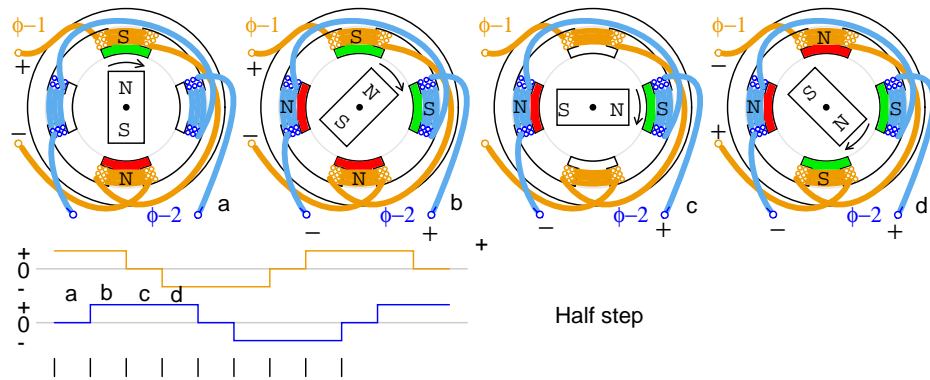 ϕ−1 ϕ−1 ϕ−1 ϕ−1
S S N
+ + − −
N N S
N S N S S N N S
S S N
− − +
N N S
ϕ−2 a ϕ−2 b ϕ−2 c ϕ−2 d
− + − + − +
+
+
0
-
a b c d
+
0
-
Half step